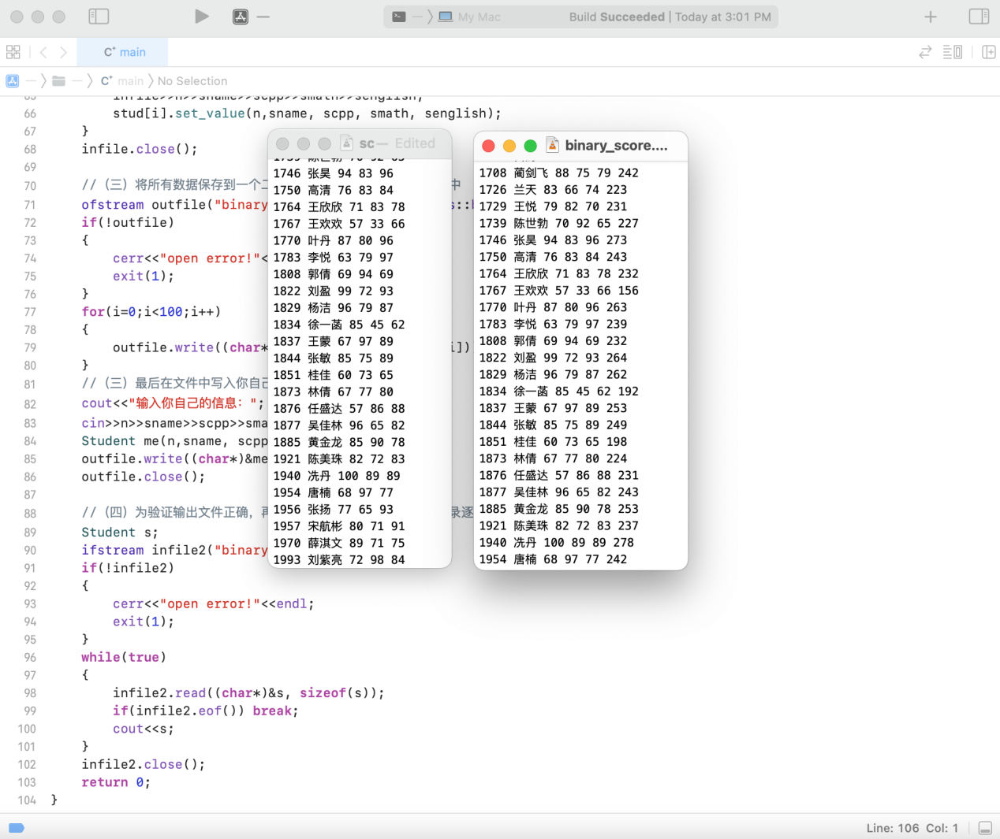 — 〉 My Mac
Build Succeeded | Today at 3:01 PM
C⁺ main
— 〉 — 〉 C⁺ main 〉 No Selection
65 infile>>n>>sname>>scpp>>smath>>senglish;
66 stud[i].set_value(n,sname, scpp, smath, senglish);
67 }
68 infile.close();
69
70 //（三）将所有数据保存到一个 中
71 ofstream outfile("binary s::
72 if(!outfile)
73 {
74 cerr<<"open error!"<
75 exit(1);
76 }
77 for(i=0;i<100;i++)
78 {
79 outfile.write((char* i])
80 }
81 //（三）最后在文件中写入你自
82 cout<<"输入你自己的信息：";
83 cin>>n>>sname>>scpp>>sma
84 Student me(n,sname, scpp
85 outfile.write((char*)&me
86 outfile.close();
87
88 //（四）为验证输出文件正确，再 录逐
89 Student s;
90 ifstream infile2("binary
91 if(!infile2)
92 {
93 cerr<<"open error!"<<endl;
94 exit(1);
95 }
96 while(true)
97 {
98 infile2.read((char*)&s, sizeof(s));
99 if(infile2.eof()) break;
100 cout<<s;
101 }
102 infile2.close();
103 return 0;
104 }
sc— Edited
1739 陈世勃 70 92 65
1746 张昊 94 83 96
1750 高清 76 83 84
1764 王欣欣 71 83 78
1767 王欢欢 57 33 66
1770 叶丹 87 80 96
1783 李悦 63 79 97
1808 郭倩 69 94 69
1822 刘盈 99 72 93
1829 杨洁 96 79 87
1834 徐一菡 85 45 62
1837 王蒙 67 97 89
1844 张敏 85 75 89
1851 桂佳 60 73 65
1873 林倩 67 77 80
1876 任盛达 57 86 88
1877 吴佳林 96 65 82
1885 黄金龙 85 90 78
1921 陈美珠 82 72 83
1940 冼丹 100 89 89
1954 唐楠 68 97 77
1956 张扬 77 65 93
1957 宋航彬 80 71 91
1970 薛淇文 89 71 75
1993 刘紫亮 72 98 84
binary_score....
1708 蔺剑飞 88 75 79 242
1726 兰天 83 66 74 223
1729 王悦 79 82 70 231
1739 陈世勃 70 92 65 227
1746 张昊 94 83 96 273
1750 高清 76 83 84 243
1764 王欣欣 71 83 78 232
1767 王欢欢 57 33 66 156
1770 叶丹 87 80 96 263
1783 李悦 63 79 97 239
1808 郭倩 69 94 69 232
1822 刘盈 99 72 93 264
1829 杨洁 96 79 87 262
1834 徐一菡 85 45 62 192
1837 王蒙 67 97 89 253
1844 张敏 85 75 89 249
1851 桂佳 60 73 65 198
1873 林倩 67 77 80 224
1876 任盛达 57 86 88 231
1877 吴佳林 96 65 82 243
1885 黄金龙 85 90 78 253
1921 陈美珠 82 72 83 237
1940 冼丹 100 89 89 278
1954 唐楠 68 97 77 242
Line: 106 Col: 1